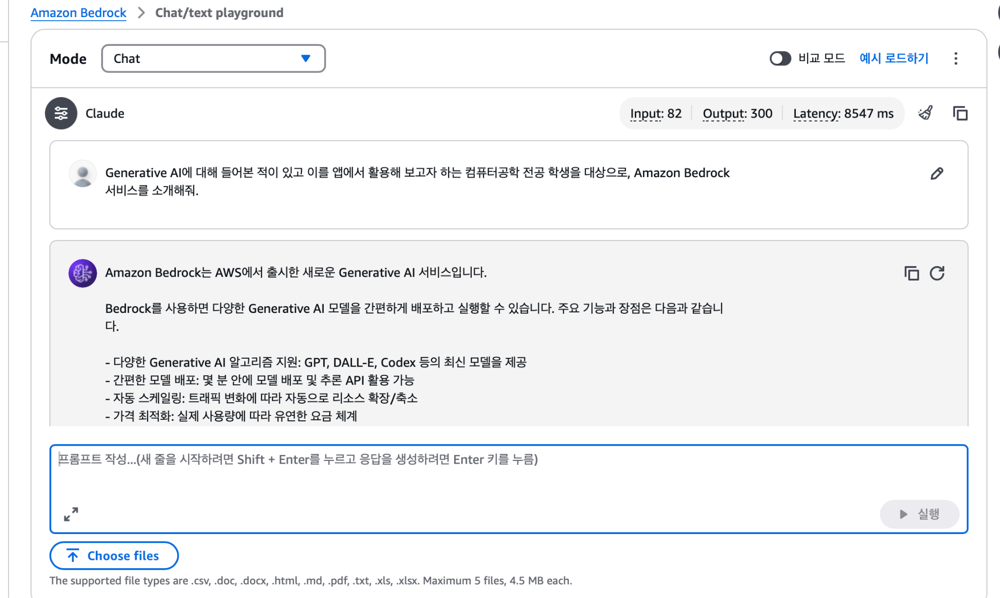 Amazon Bedrock > Chat/text playground
Mode Chat 비교 모드 예시 로드하기
Claude Input: 82 Output: 300 Latency: 8547 ms
Generative AI에 대해 들어본 적이 있고 이를 앱에서 활용해 보고자 하는 컴퓨터공학 전공 학생을 대상으로, Amazon Bedrock
서비스를 소개해줘.
Amazon Bedrock는 AWS에서 출시한 새로운 Generative AI 서비스입니다.
Bedrock를 사용하면 다양한 Generative AI 모델을 간편하게 배포하고 실행할 수 있습니다. 주요 기능과 장점은 다음과 같습니
다.
- 다양한 Generative AI 알고리즘 지원: GPT, DALL-E, Codex 등의 최신 모델을 제공
- 간편한 모델 배포: 몇 분 안에 모델 배포 및 추론 API 활용 가능
- 자동 스케일링: 트래픽 변화에 따라 자동으로 리소스 확장/축소
- 가격 최적화: 실제 사용량에 따라 유연한 요금 체계
프롬프트 작성...(새 줄을 시작하려면 Shift + Enter를 누르고 응답을 생성하려면 Enter 키를 누름)
실행
Choose files
The supported file types are .csv, .doc, .docx, .html, .md, .pdf, .txt, .xls, .xlsx. Maximum 5 files, 4.5 MB each.